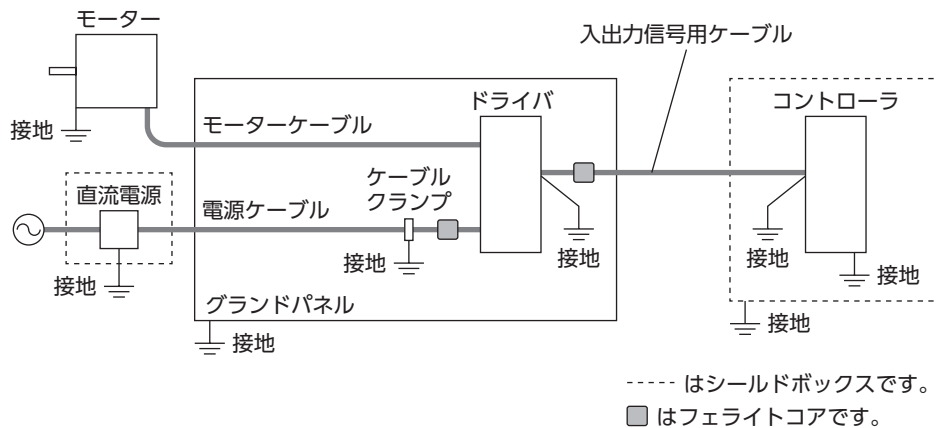 モーター
入出力信号用ケーブル
ドライバ
コントローラ
接地
モーターケーブル
直流電源
電源ケーブル
ケーブル
クランプ
接地
接地
接地
接地
接地
グランドパネル
接地
接地
はシールドボックスです。
はフェライトコアです。